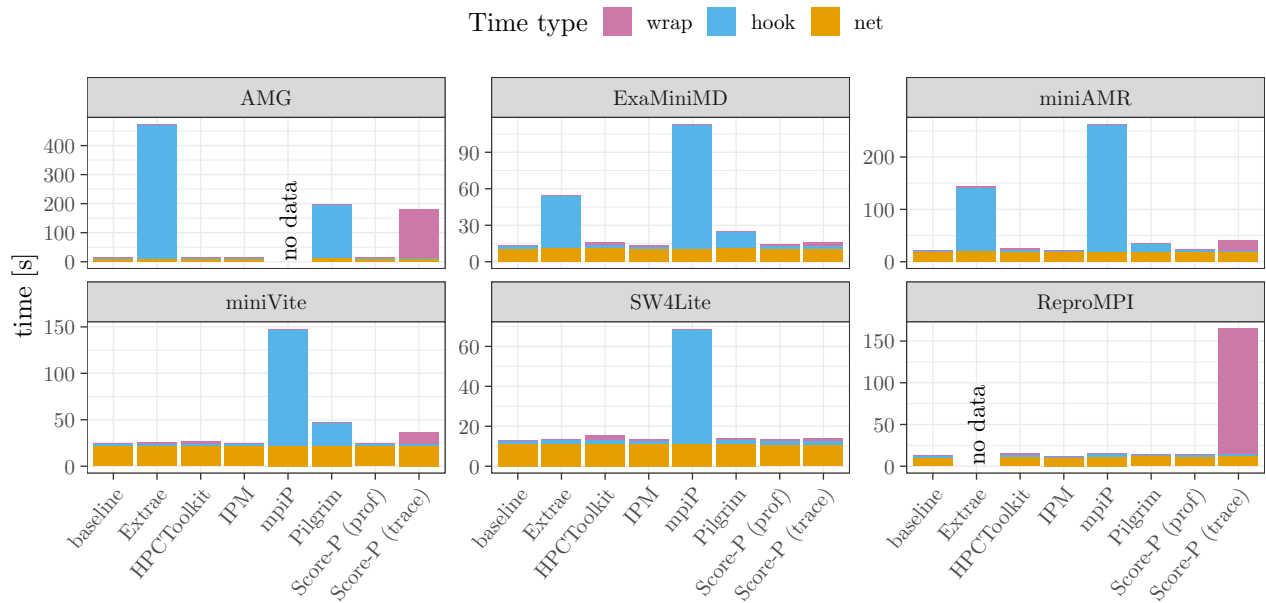 Time type wrap hook net
AMG ExaMiniMD miniAMR
time [s]
400
300
200
100
0
no data
90
60
30
0
200
100
0
miniVite SW4Lite ReproMPI
150
100
50
0
60
40
20
0
150
100
50
0
no data
baseline Extrae HPCToolkit IPM mpiP Pilgrim Score-P (prof) Score-P (trace)
baseline Extrae HPCToolkit IPM mpiP Pilgrim Score-P (prof) Score-P (trace)
baseline Extrae HPCToolkit IPM mpiP Pilgrim Score-P (prof) Score-P (trace)